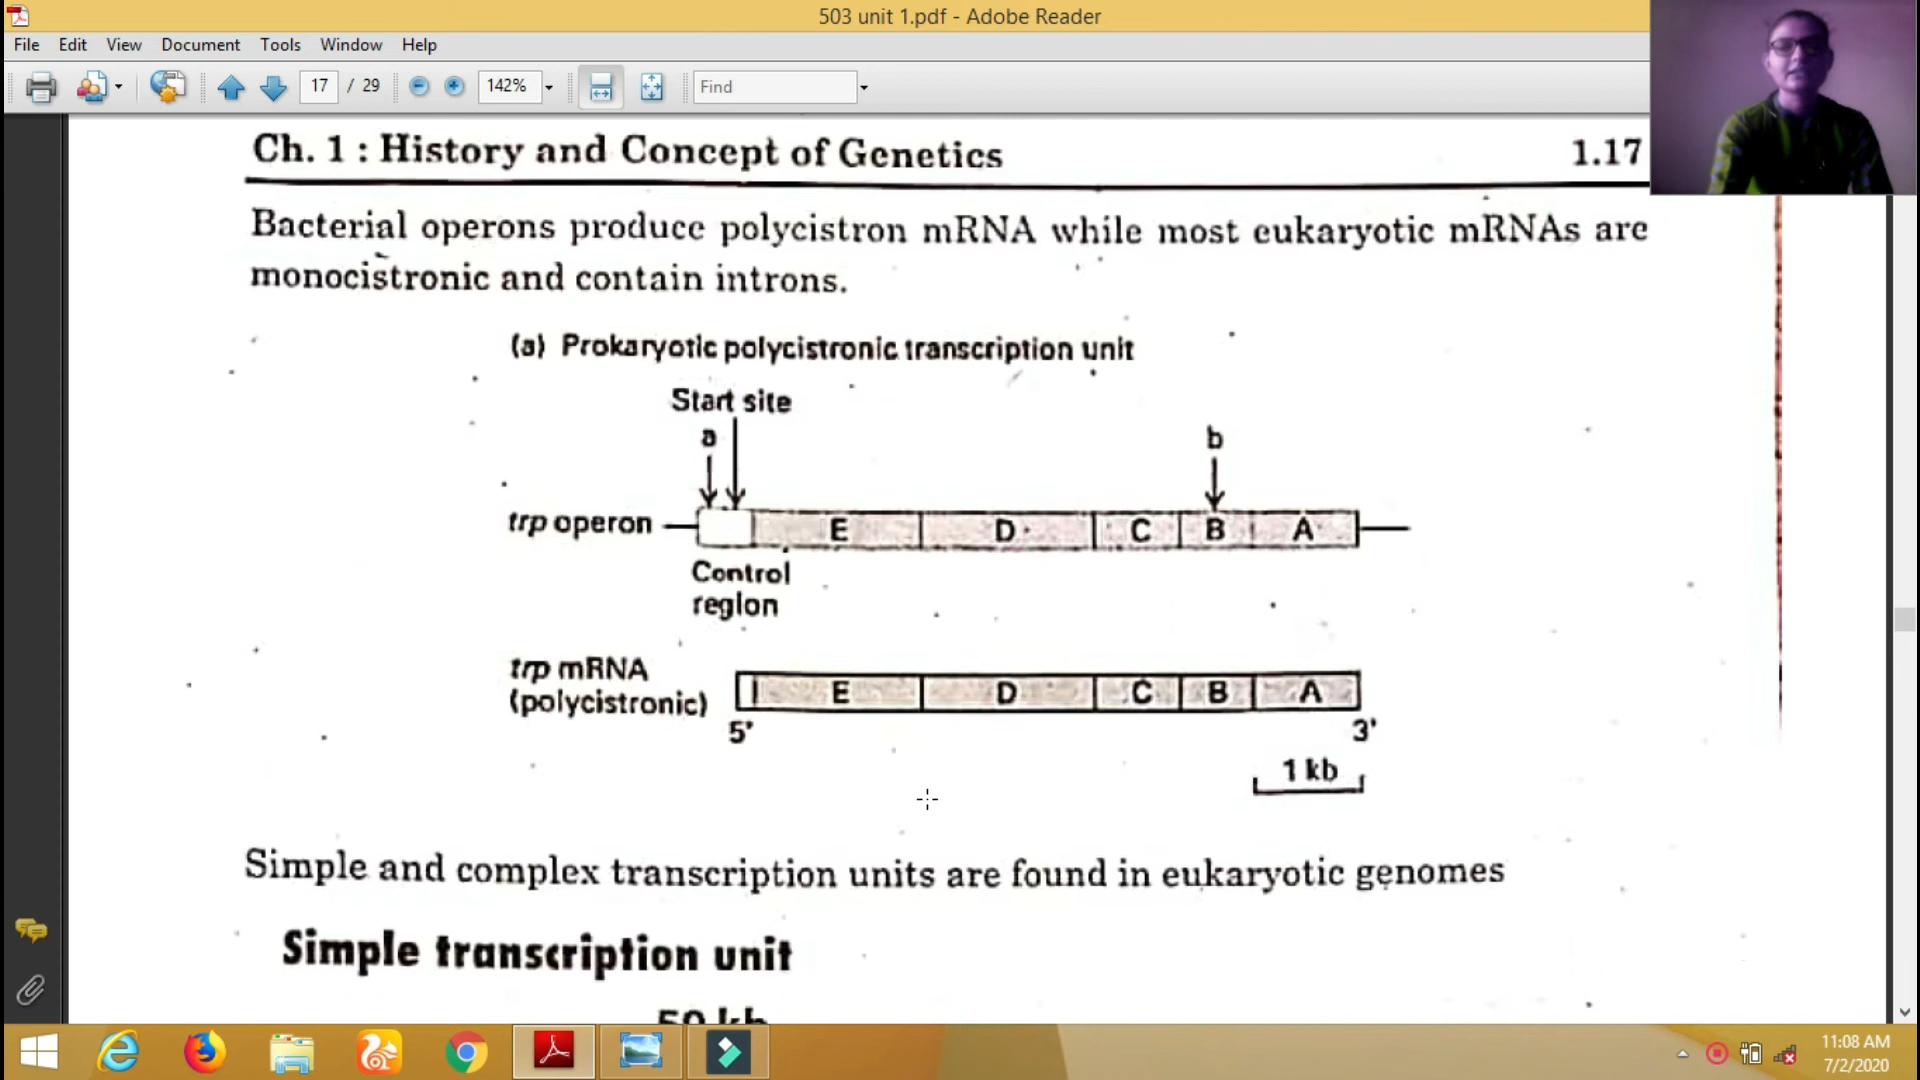 503 unit 1.pdf - Adobe Reader
File Edit View Document Tools Window Help
17 / 29 142% Find
Ch. 1 : History and Concept of Genetics 1.17
Bacterial operons produce polycistron mRNA while most eukaryotic mRNAs are
monocistronic and contain introns.
(a) Prokaryotic polycistronic transcription unit
Start site
a b
trp operon E D C B A
Control
region
trp mRNA
(polycistronic) E D C B A
5' 3'
1 kb
Simple and complex transcription units are found in eukaryotic genomes
Simple transcription unit
50 kb
11:08 AM
7/2/2020